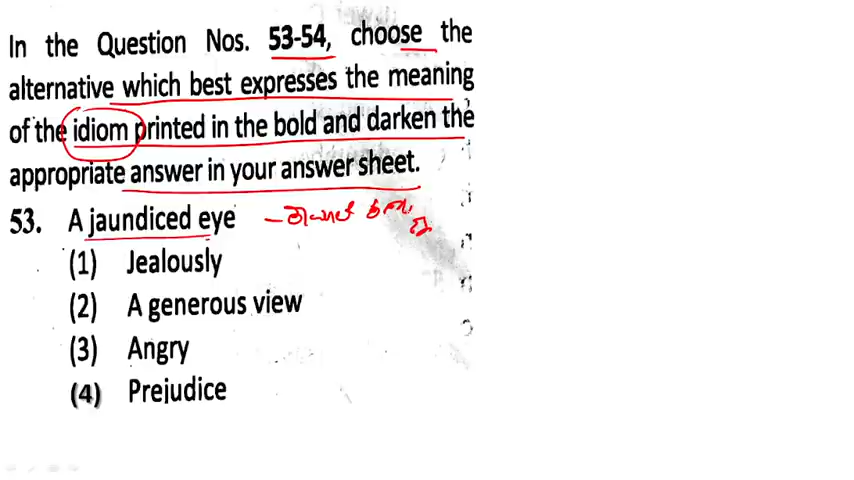 In the Question Nos. 53-54, choose the
alternative which best expresses the meaning
of the idiom printed in the bold and darken the
appropriate answer in your answer sheet.
53. A jaundiced eye -
(1) Jealously
(2) A generous view
(3) Angry
(4) Prejudice